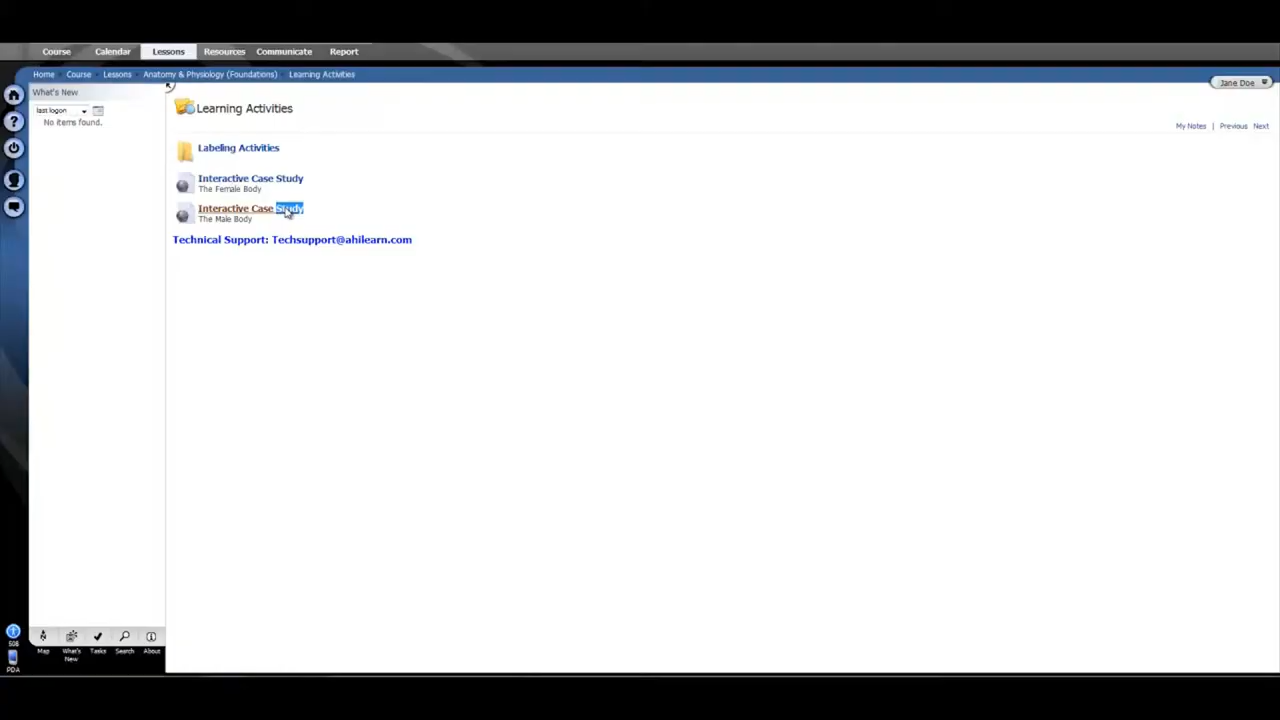 Course Calendar Lessons Resources Communicate Report
Home Course Lessons Anatomy & Physiology (Foundations) Learning Activities
Jane Doe
What's New
last logon
No items found.
Learning Activities
My Notes | Previous Next
Labeling Activities
Interactive Case Study
The Female Body
Interactive Case Study
The Male Body
Technical Support: Techsupport@ahilearn.com
508
PDA
Map What's New Tasks Search About